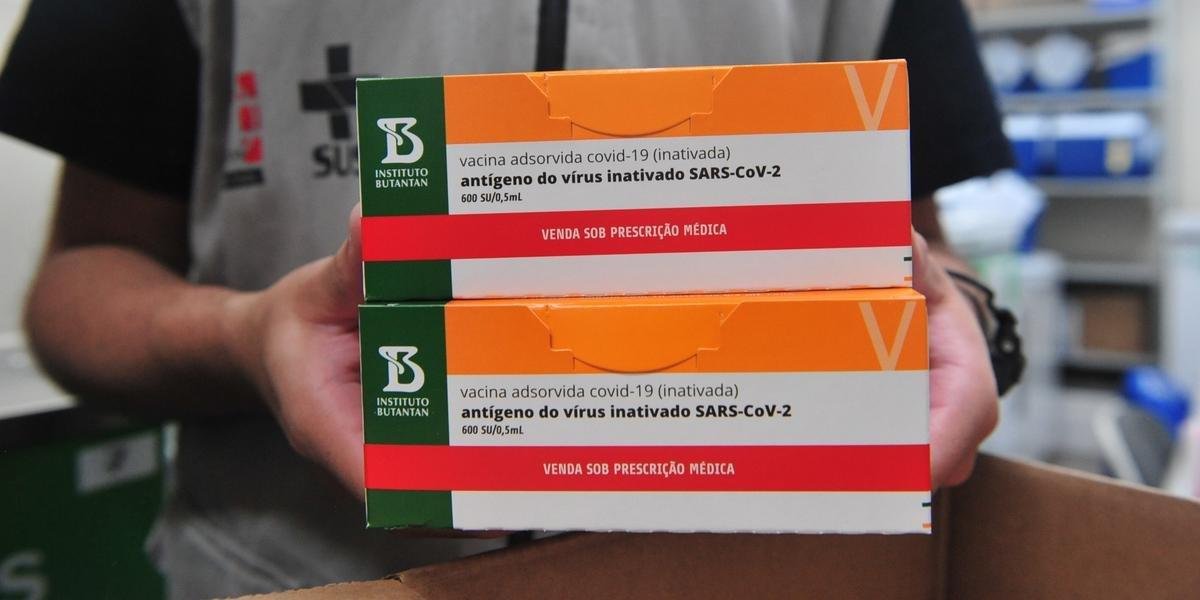 SUS
INSTITUTO
BUTANTAN
V
vacina adsorvida covid-19 (inativada)
antígeno do vírus inativado SARS-CoV-2
600 SU/0,5mL
VENDA SOB PRESCRIÇÃO MÉDICA
INSTITUTO
BUTANTAN
V
vacina adsorvida covid-19 (inativada)
antígeno do vírus inativado SARS-CoV-2
600 SU/0,5mL
VENDA SOB PRESCRIÇÃO MÉDICA
S